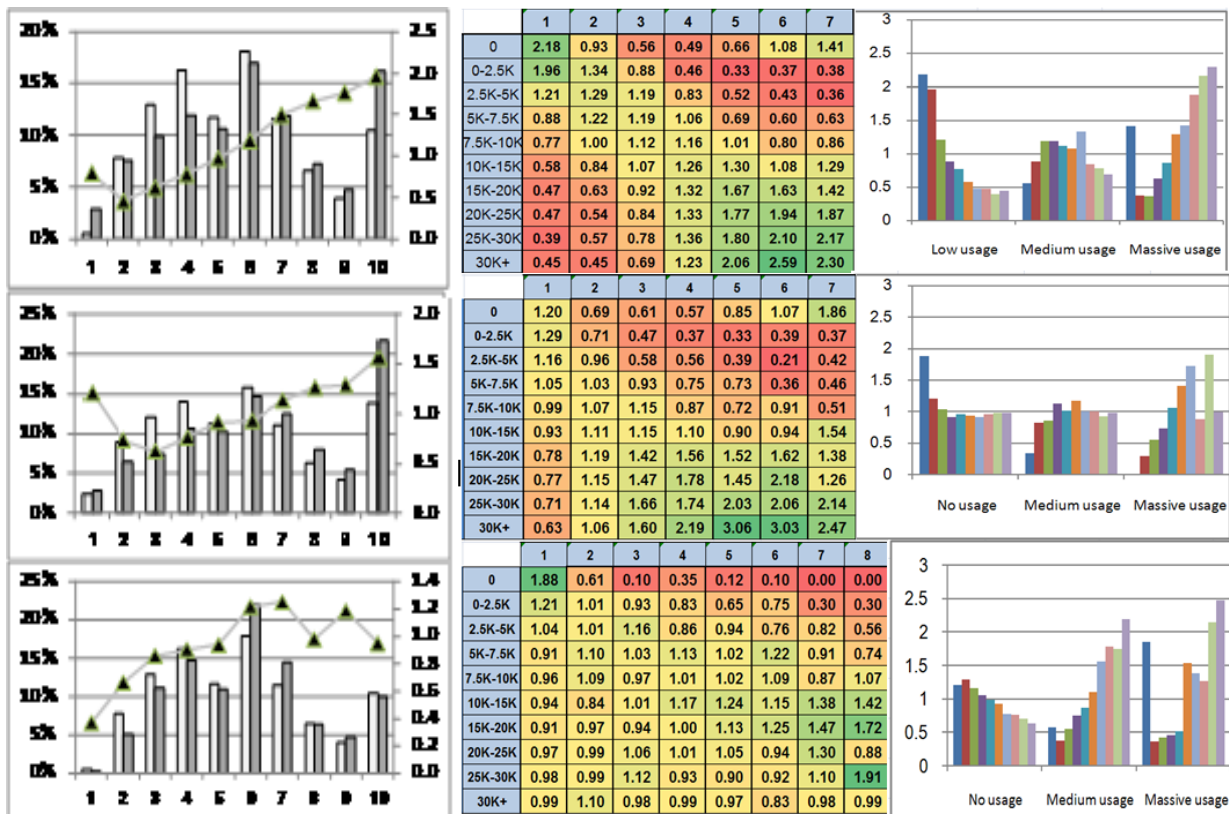 20% 15% 10% 5% 0%
2.5 2.0 1.5 1.0 0.5 0.0
1 2 3 4 5 6 7 8 9 10
1 2 3 4 5 6 7
0 2.18 0.93 0.56 0.49 0.66 1.08 1.41
0-2.5K 1.96 1.34 0.88 0.46 0.33 0.37 0.38
2.5K-5K 1.21 1.29 1.19 0.83 0.52 0.43 0.36
5K-7.5K 0.88 1.22 1.19 1.06 0.69 0.60 0.63
7.5K-10K 0.77 1.00 1.12 1.16 1.01 0.80 0.86
10K-15K 0.58 0.84 1.07 1.26 1.30 1.08 1.29
15K-20K 0.47 0.63 0.92 1.32 1.67 1.63 1.42
20K-25K 0.47 0.54 0.84 1.33 1.77 1.94 1.87
25K-30K 0.39 0.57 0.78 1.36 1.80 2.10 2.17
30K+ 0.45 0.45 0.69 1.23 2.06 2.59 2.30
3 2.5 2 1.5 1 0.5 0
Low usage Medium usage Massive usage
25% 20% 15% 10% 5% 0%
2.0 1.5 1.0 0.5 0.0
1 2 3 4 5 6 7 8 9 10
1 2 3 4 5 6 7
0 1.20 0.69 0.61 0.57 0.85 1.07 1.86
0-2.5K 1.29 0.71 0.47 0.37 0.33 0.39 0.37
2.5K-5K 1.16 0.96 0.58 0.56 0.39 0.21 0.42
5K-7.5K 1.05 1.03 0.93 0.75 0.73 0.36 0.46
7.5K-10K 0.99 1.07 1.15 0.87 0.72 0.91 0.51
10K-15K 0.93 1.11 1.15 1.10 0.90 0.94 1.54
15K-20K 0.78 1.19 1.42 1.56 1.52 1.62 1.38
20K-25K 0.77 1.15 1.47 1.78 1.45 2.18 1.26
25K-30K 0.71 1.14 1.66 1.74 2.03 2.06 2.14
30K+ 0.63 1.06 1.60 2.19 3.06 3.03 2.47
3 2.5 2 1.5 1 0.5 0
No usage Medium usage Massive usage
25% 20% 15% 10% 5% 0%
1.4 1.2 1.0 0.8 0.6 0.4 0.2 0.0
1 2 3 4 5 6 7 8 9 10
1 2 3 4 5 6 7 8
0 1.88 0.61 0.10 0.35 0.12 0.10 0.00 0.00
0-2.5K 1.21 1.01 0.93 0.83 0.65 0.75 0.30 0.30
2.5K-5K 1.04 1.01 1.16 0.86 0.94 0.76 0.82 0.56
5K-7.5K 0.91 1.10 1.03 1.13 1.02 1.22 0.91 0.74
7.5K-10K 0.96 1.09 0.97 1.01 1.02 1.09 0.87 1.07
10K-15K 0.94 0.84 1.01 1.17 1.24 1.15 1.38 1.42
15K-20K 0.91 0.97 0.94 1.00 1.13 1.25 1.47 1.72
20K-25K 0.97 0.99 1.06 1.01 1.05 0.94 1.30 0.88
25K-30K 0.98 0.99 1.12 0.93 0.90 0.92 1.10 1.91
30K+ 0.99 1.10 0.98 0.99 0.97 0.83 0.98 0.99
3 2.5 2 1.5 1 0.5 0
No usage Medium usage Massive usage